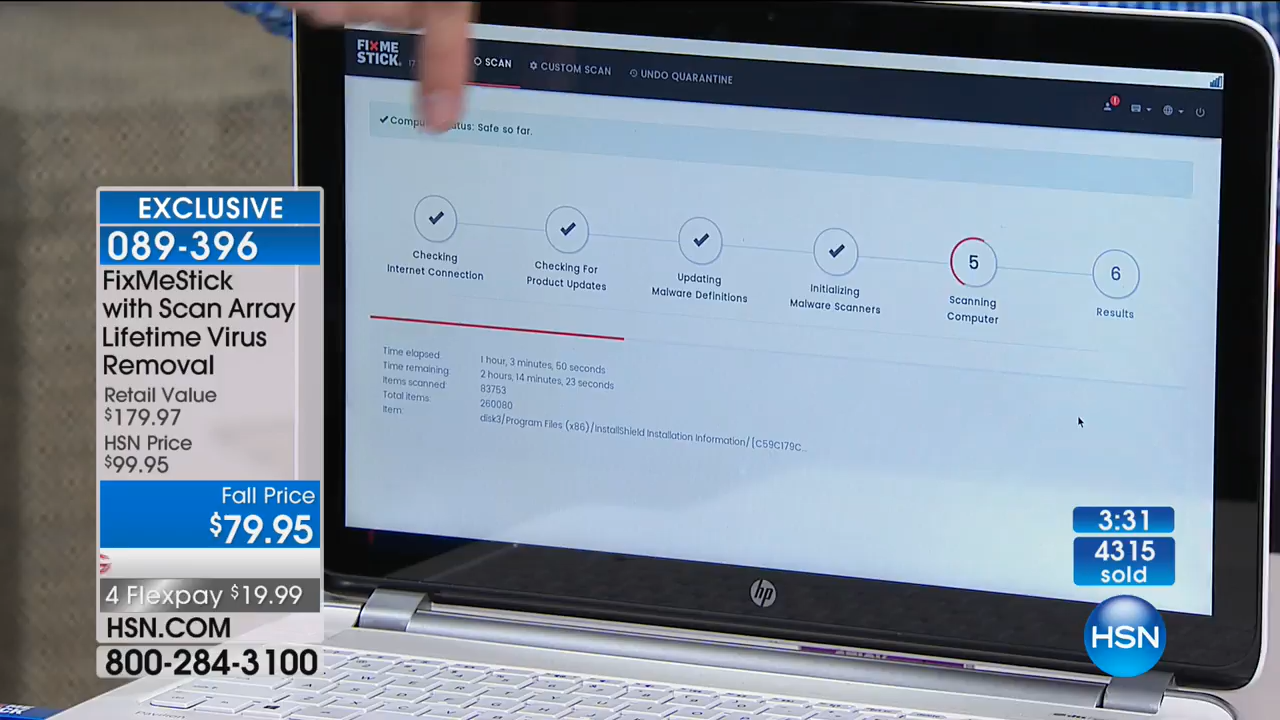 FIXME
STICK.
SCAN
CUSTOM SCAN
UNDO QUARANTINE
Safe so far.
Checking
Internet Connection
Checking For
Product Updates
Updating
Malware Definitions
Initializing
Malware Scanners
5
Scanning
Computer
6
Results
Time elapsed: 1 hour, 3 minutes, 50 seconds
Time remaining: 2 hours, 14 minutes, 23 seconds
Items scanned: 83753
Total items: 260080
Item: disk3/Program Files (x86)/InstallShield Installation Information/{C59C179C...
hp
EXCLUSIVE
089-396
FixMeStick
with Scan Array
Lifetime Virus
Removal
Retail Value
$179.97
HSN Price
$99.95
Fall Price
$79.95
4 Flexpay $19.99
HSN.COM
800-284-3100
3:31
4315
sold
HSN